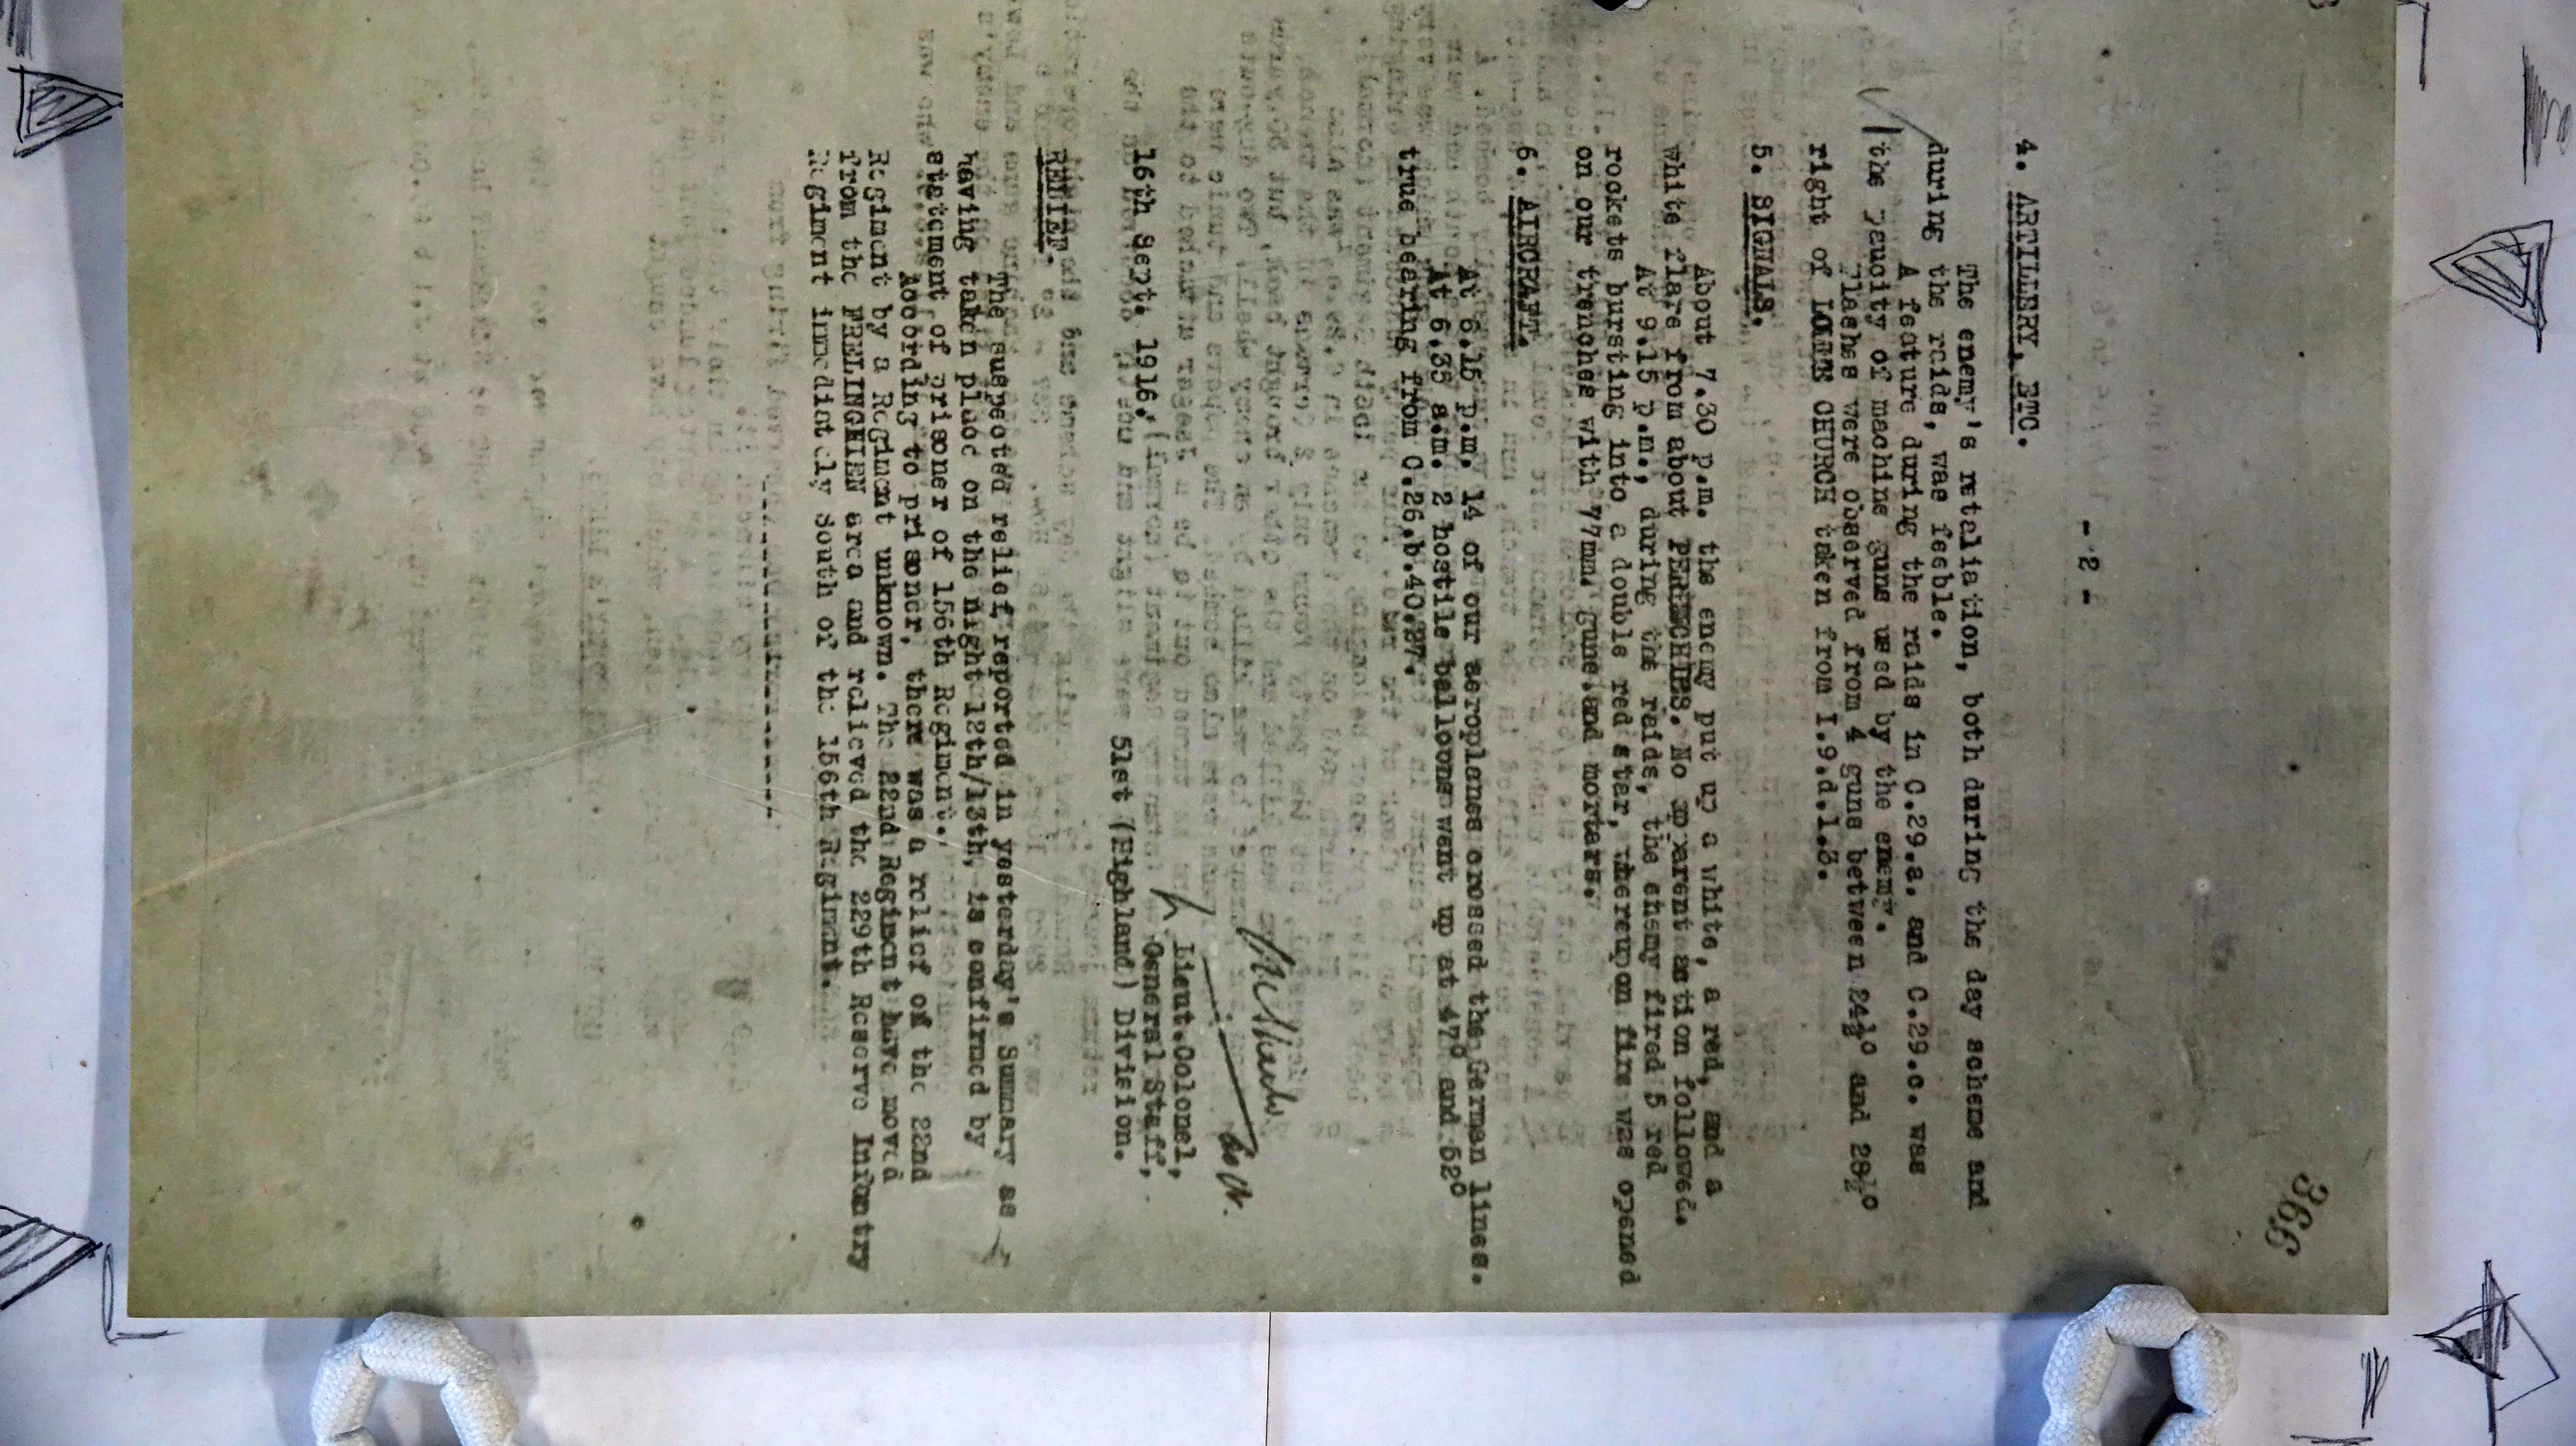 366
- 2 -
4. ARTILLERY, ETC.
The enemy's retaliation, both during the day scheme and
during the raids, was feeble.
A feature during the raids in C.29.a. and C.29.c. was
the paucity of machine guns used by the enemy.
Flashes were observed from 4 guns between 24½° and 28½°
right of CHURCH taken from I.9.d.1.3.
5. SIGNALS.
About 7.30 p.m. the enemy put up a white, a red, and a
white flare from about PERENCHIES. No apparent action followed.
At 9.15 p.m., during the raids, the enemy fired 5 red
rockets bursting into a double red star, whereupon fire was opened
on our trenches with 77mm. guns and mortars.
6. AIRCRAFT.
At 6.15 p.m. 14 of our aeroplanes crossed the German lines.
At 6.35 a.m. 2 hostile balloons want up at 47° and 52°
true bearing from C.26.b.40.27.
Lieut.Colonel,
General Staff,
16th Sept. 1916. 51st (Highland) Division.
RELIEF.
The suspected relief reported in yesterday's Summary as
having taken place on the night 12th/13th, is confirmed by
statement of prisoner of 156th Regiment.
According to prisoner, there was a relief of the 22nd
Regiment by a Regiment unknown. The 22nd Regiment have moved
from the FRELINGHIEN area and relieved the 229th Reserve Infantry
Regiment immediately South of the 156th Regiment.